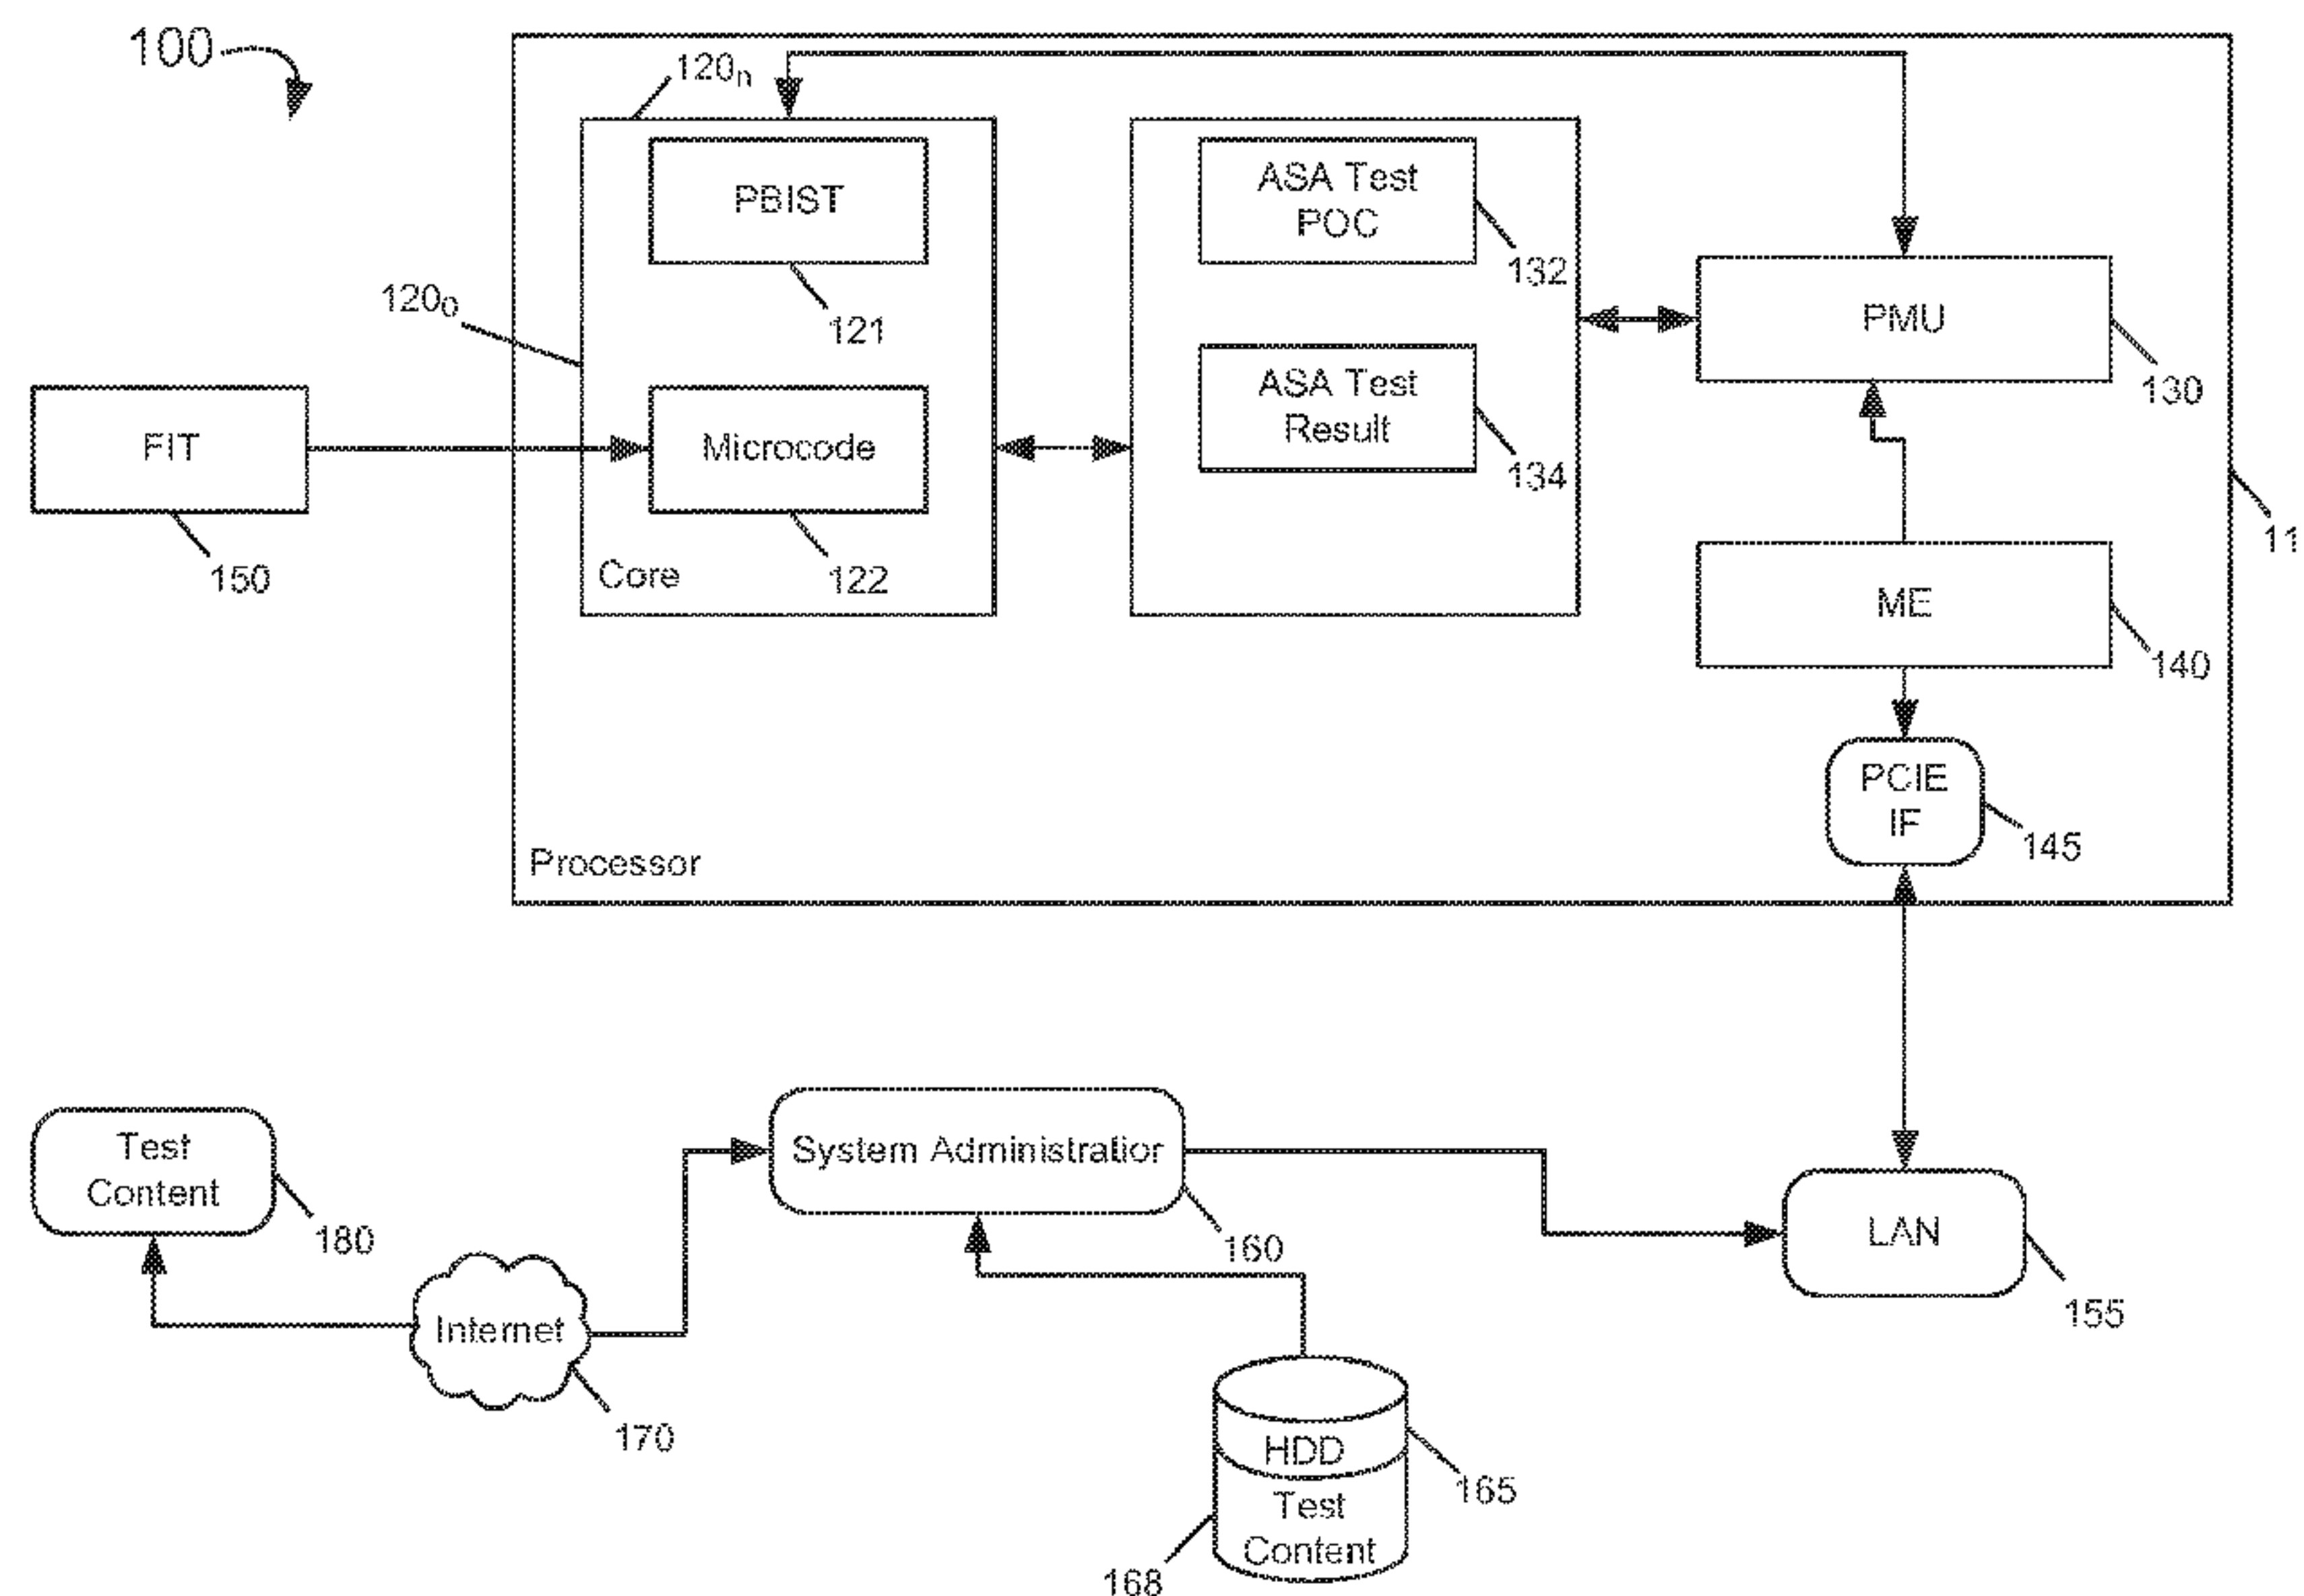 100
120n
PBIST
121
1200
FIT
150
Microcode
122
Core
ASA Test
POC
132
ASA Test
Result
134
PMU
130
11
ME
140
PCIE
IF
145
Processor
Test
Content
180
System Administratior
160
LAN
155
Internet
170
HDD
165
Test
Content
168